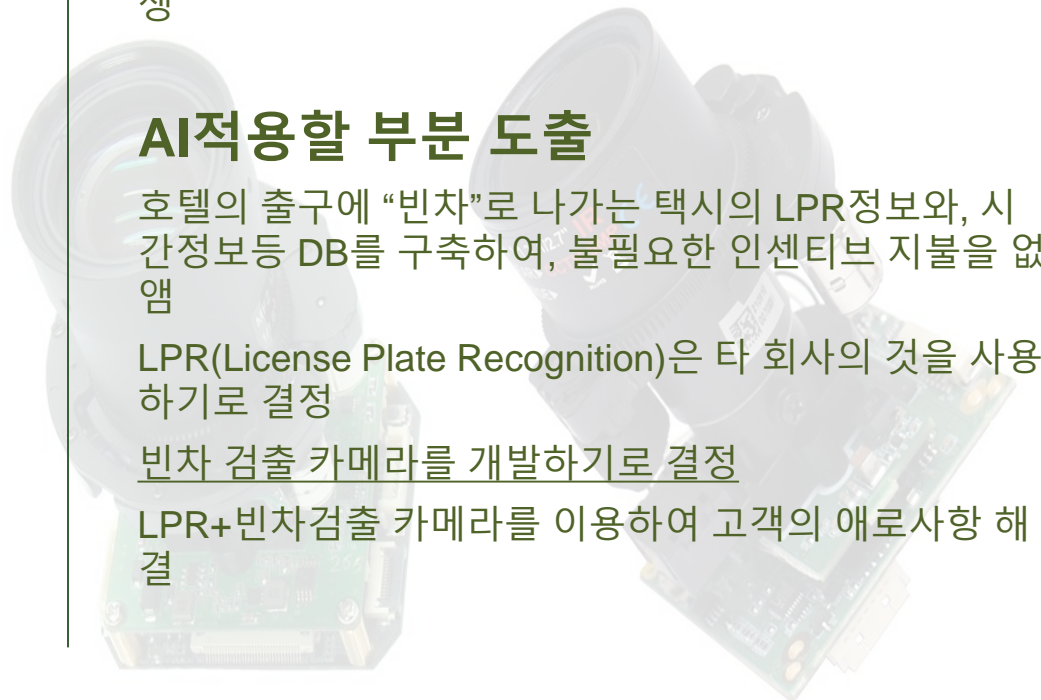 생
AI적용할 부분 도출
호텔의 출구에 “빈차”로 나가는 택시의 LPR정보와, 시
간정보등 DB를 구축하여, 불필요한 인센티브 지불을 없
앰
LPR(License Plate Recognition)은 타 회사의 것을 사용
하기로 결정
빈차 검출 카메라를 개발하기로 결정
LPR+빈차검출 카메라를 이용하여 고객의 애로사항 해
결